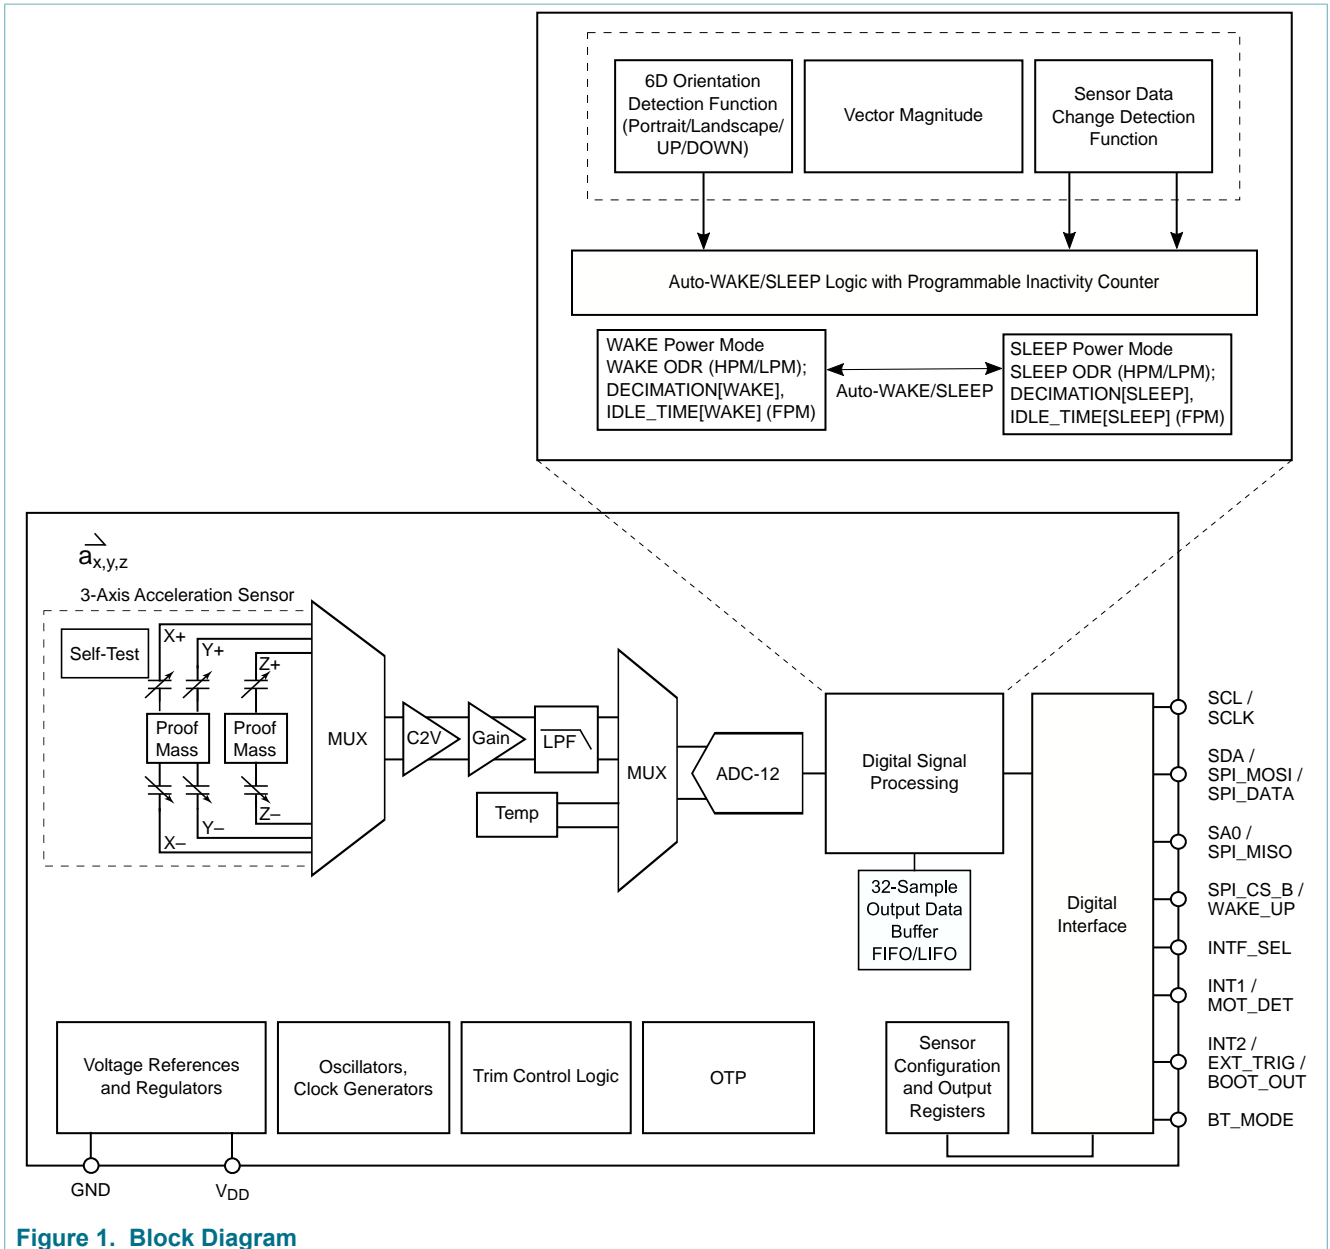 6D Orientation
Detection Function
(Portrait/Landscape/
UP/DOWN)
Vector Magnitude
Sensor Data
Change Detection
Function
Auto-WAKE/SLEEP Logic with Programmable Inactivity Counter
WAKE Power Mode
WAKE ODR (HPM/LPM);
DECIMATION[WAKE],
IDLE_TIME[WAKE] (FPM)
Auto-WAKE/SLEEP
SLEEP Power Mode
SLEEP ODR (HPM/LPM);
DECIMATION[SLEEP],
IDLE_TIME[SLEEP] (FPM)
a x,y,z
3-Axis Acceleration Sensor
Self-Test
X+
Y+
Z+
Proof
Mass
Proof
Mass
Z–
Y–
X–
MUX
C2V
Gain
LPF
Temp
MUX
ADC-12
Digital Signal
Processing
32-Sample
Output Data
Buffer
FIFO/LIFO
Digital
Interface
SCL /
SCLK
SDA /
SPI_MOSI /
SPI_DATA
SA0 /
SPI_MISO
SPI_CS_B /
WAKE_UP
INTF_SEL
INT1 /
MOT_DET
INT2 /
EXT_TRIG /
BOOT_OUT
BT_MODE
Voltage References
and Regulators
Oscillators,
Clock Generators
Trim Control Logic
OTP
Sensor
Configuration
and Output
Registers
GND
VDD
Figure 1. Block Diagram